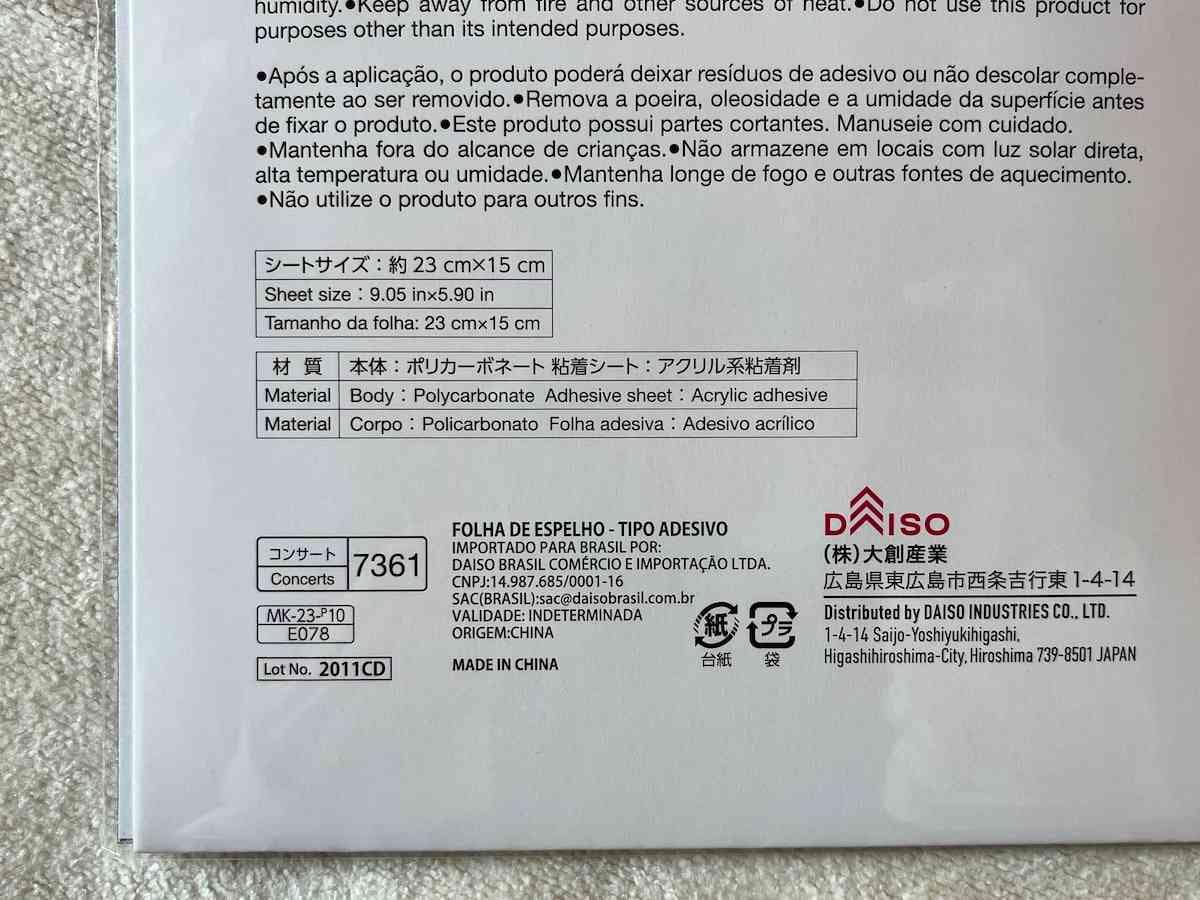 humidity.●Keep away from fire and other sources of heat.●Do not use this product for
purposes other than its intended purposes.
●Após a aplicação, o produto poderá deixar resíduos de adesivo ou não descolar comple-
tamente ao ser removido.●Remova a poeira, oleosidade e a umidade da superfície antes
de fixar o produto.●Este produto possui partes cortantes. Manuseie com cuidado.
●Mantenha fora do alcance de crianças.●Não armazene em locais com luz solar direta,
alta temperatura ou umidade.●Mantenha longe de fogo e outras fontes de aquecimento.
●Não utilize o produto para outros fins.
シートサイズ：約 23 cm×15 cm
Sheet size：9.05 in×5.90 in
Tamanho da folha: 23 cm×15 cm
材 質 本体：ポリカーボネート 粘着シート：アクリル系粘着剤
Material Body：Polycarbonate Adhesive sheet：Acrylic adhesive
Material Corpo：Policarbonato Folha adesiva：Adesivo acrílico
コンサート
Concerts
7361
MK-23-P10
E078
Lot No. 2011CD
FOLHA DE ESPELHO - TIPO ADESIVO
IMPORTADO PARA BRASIL POR:
DAISO BRASIL COMÉRCIO E IMPORTAÇÃO LTDA.
CNPJ:14.987.685/0001-16
SAC(BRASIL):sac@daisobrasil.com.br
VALIDADE: INDETERMINADA
ORIGEM:CHINA
MADE IN CHINA
紙
台紙
プラ
袋
DAISO
(株)大創産業
広島県東広島市西条吉行東 1-4-14
Distributed by DAISO INDUSTRIES CO., LTD.
1-4-14 Saijo-Yoshiyukihigashi,
Higashihiroshima-City, Hiroshima 739-8501 JAPAN